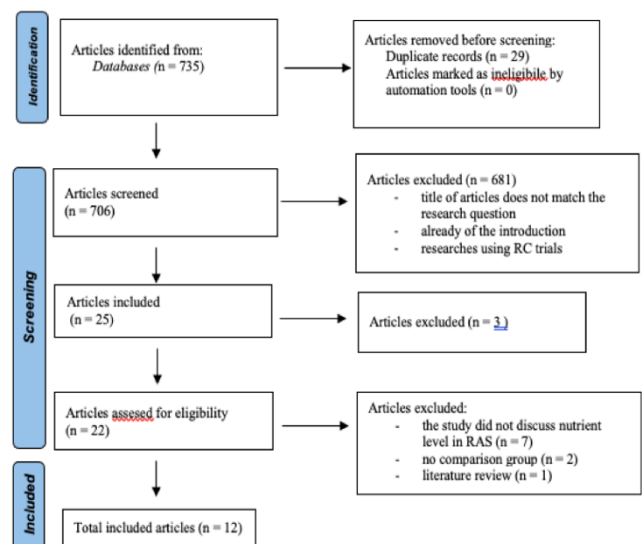 Identification
Articles identified from:
Databases (n = 735)
Articles removed before screening:
Duplicate records (n = 29)
Articles marked as ineligibile by
automation tools (n = 0)
Screening
Articles screened
(n = 706)
Articles excluded (n = 681)
- title of articles does not match the
research question
- already of the introduction
- researches using RC trials
Articles included
(n = 25)
Articles excluded (n = 3 )
Articles assesed for eligibility
(n = 22)
Articles excluded:
- the study did not discuss nutrient
level in RAS (n = 7)
- no comparison group (n = 2)
- literature review (n = 1)
Included
Total included articles (n = 12)